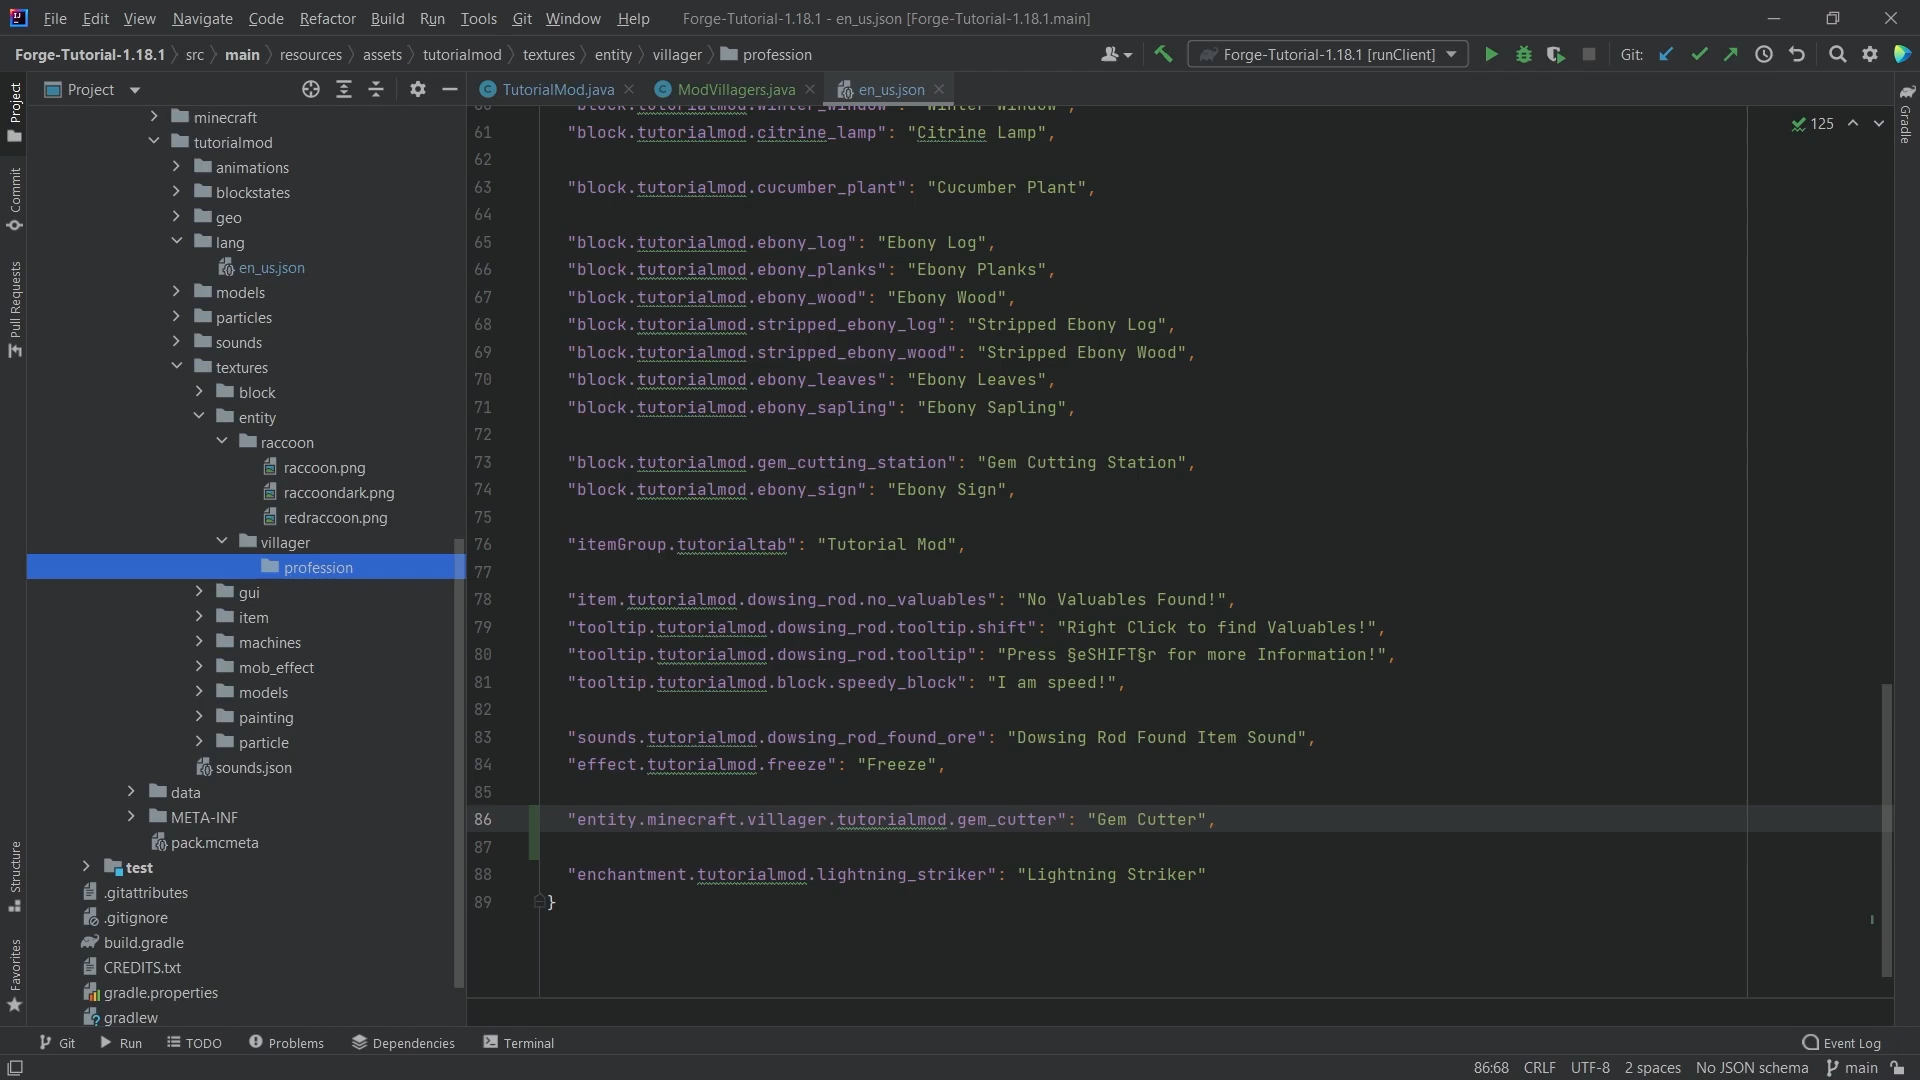 File Edit View Navigate Code Refactor Build Run Tools Git Window Help Forge-Tutorial-1.18.1 - en_us.json [Forge-Tutorial-1.18.1.main]
Forge-Tutorial-1.18.1 src main resources assets tutorialmod textures entity villager profession Forge-Tutorial-1.18.1 [runClient] Git:
Project
TutorialMod.java ModVillagers.java en_us.json
Project
Commit
Pull Requests
Structure
Favorites
minecraft
tutorialmod
animations
blockstates
geo
lang
en_us.json
models
particles
sounds
textures
block
entity
raccoon
raccoon.png
raccoondark.png
redraccoon.png
villager
profession
gui
item
machines
mob_effect
models
painting
particle
sounds.json
data
META-INF
pack.mcmeta
test
.gitattributes
.gitignore
build.gradle
CREDITS.txt
gradle.properties
gradlew
60 "block.tutorialmod.winter_window": "Winter Window",
61 "block.tutorialmod.citrine_lamp": "Citrine Lamp",
62
63 "block.tutorialmod.cucumber_plant": "Cucumber Plant",
64
65 "block.tutorialmod.ebony_log": "Ebony Log",
66 "block.tutorialmod.ebony_planks": "Ebony Planks",
67 "block.tutorialmod.ebony_wood": "Ebony Wood",
68 "block.tutorialmod.stripped_ebony_log": "Stripped Ebony Log",
69 "block.tutorialmod.stripped_ebony_wood": "Stripped Ebony Wood",
70 "block.tutorialmod.ebony_leaves": "Ebony Leaves",
71 "block.tutorialmod.ebony_sapling": "Ebony Sapling",
72
73 "block.tutorialmod.gem_cutting_station": "Gem Cutting Station",
74 "block.tutorialmod.ebony_sign": "Ebony Sign",
75
76 "itemGroup.tutorialtab": "Tutorial Mod",
77
78 "item.tutorialmod.dowsing_rod.no_valuables": "No Valuables Found!",
79 "tooltip.tutorialmod.dowsing_rod.tooltip.shift": "Right Click to find Valuables!",
80 "tooltip.tutorialmod.dowsing_rod.tooltip": "Press §eSHIFT§r for more Information!",
81 "tooltip.tutorialmod.block.speedy_block": "I am speed!",
82
83 "sounds.tutorialmod.dowsing_rod_found_ore": "Dowsing Rod Found Item Sound",
84 "effect.tutorialmod.freeze": "Freeze",
85
86 "entity.minecraft.villager.tutorialmod.gem_cutter": "Gem Cutter",
87
88 "enchantment.tutorialmod.lightning_striker": "Lightning Striker"
89 }
125
Gradle
Git Run TODO Problems Dependencies Terminal Event Log
86:68 CRLF UTF-8 2 spaces No JSON schema main